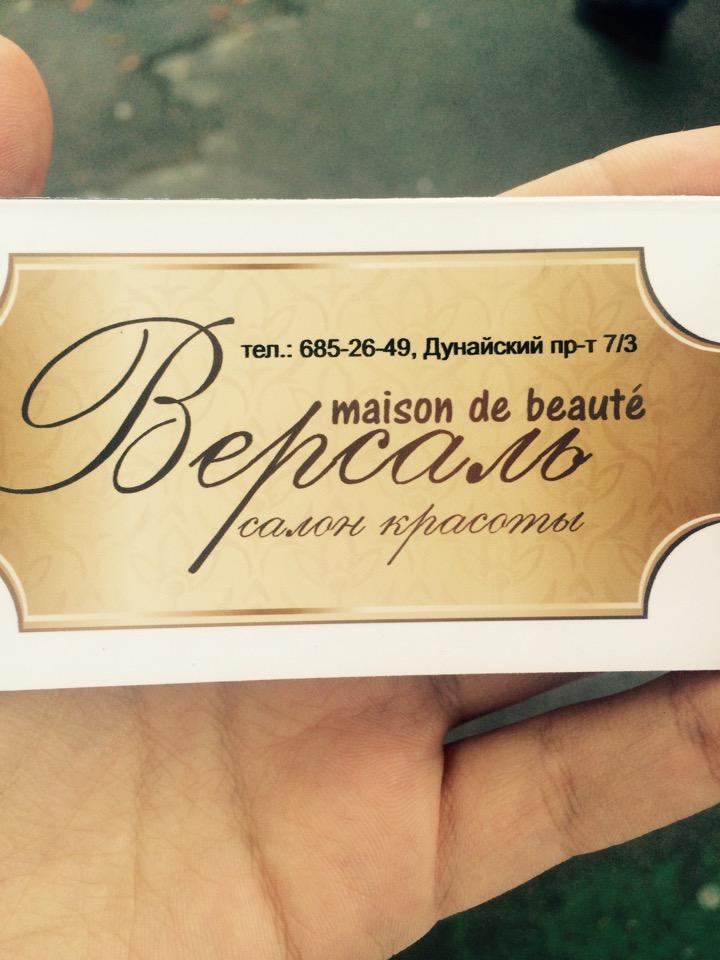 тел.: 685-26-49, Дунайский пр-т 7/3
maison de beauté
Версаль
салон красоты